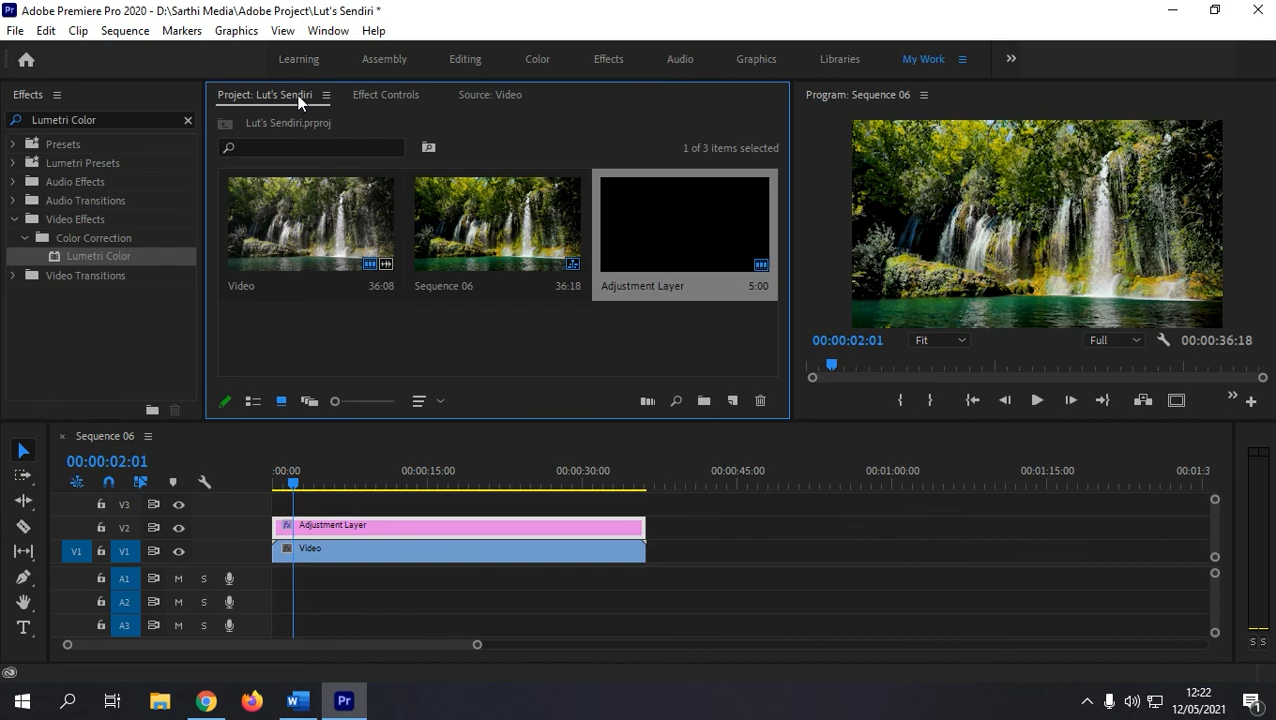 Pr Adobe Premiere Pro 2020 - D:\Sarthi Media\Adobe Project\Lut's Sendiri *
File Edit Clip Sequence Markers Graphics View Window Help
Learning Assembly Editing Color Effects Audio Graphics Libraries My Work
Effects
Lumetri Color
Presets
Lumetri Presets
Audio Effects
Audio Transitions
Video Effects
Color Correction
Lumetri Color
Video Transitions
Project: Lut's Sendiri Effect Controls Source: Video
Lut's Sendiri.prproj
1 of 3 items selected
Video 36:08
Sequence 06 36:18
Adjustment Layer 5:00
Program: Sequence 06
00:00:02:01 Fit Full 00:00:36:18
Sequence 06
00:00:02:01
:00:00 00:00:15:00 00:00:30:00 00:00:45:00 00:01:00:00 00:01:15:00 00:01:3
V3
V2 Adjustment Layer
V1 V1 Video
A1 M S
A2 M S
A3 M S
S S
Pr
12:22
12/05/2021
1